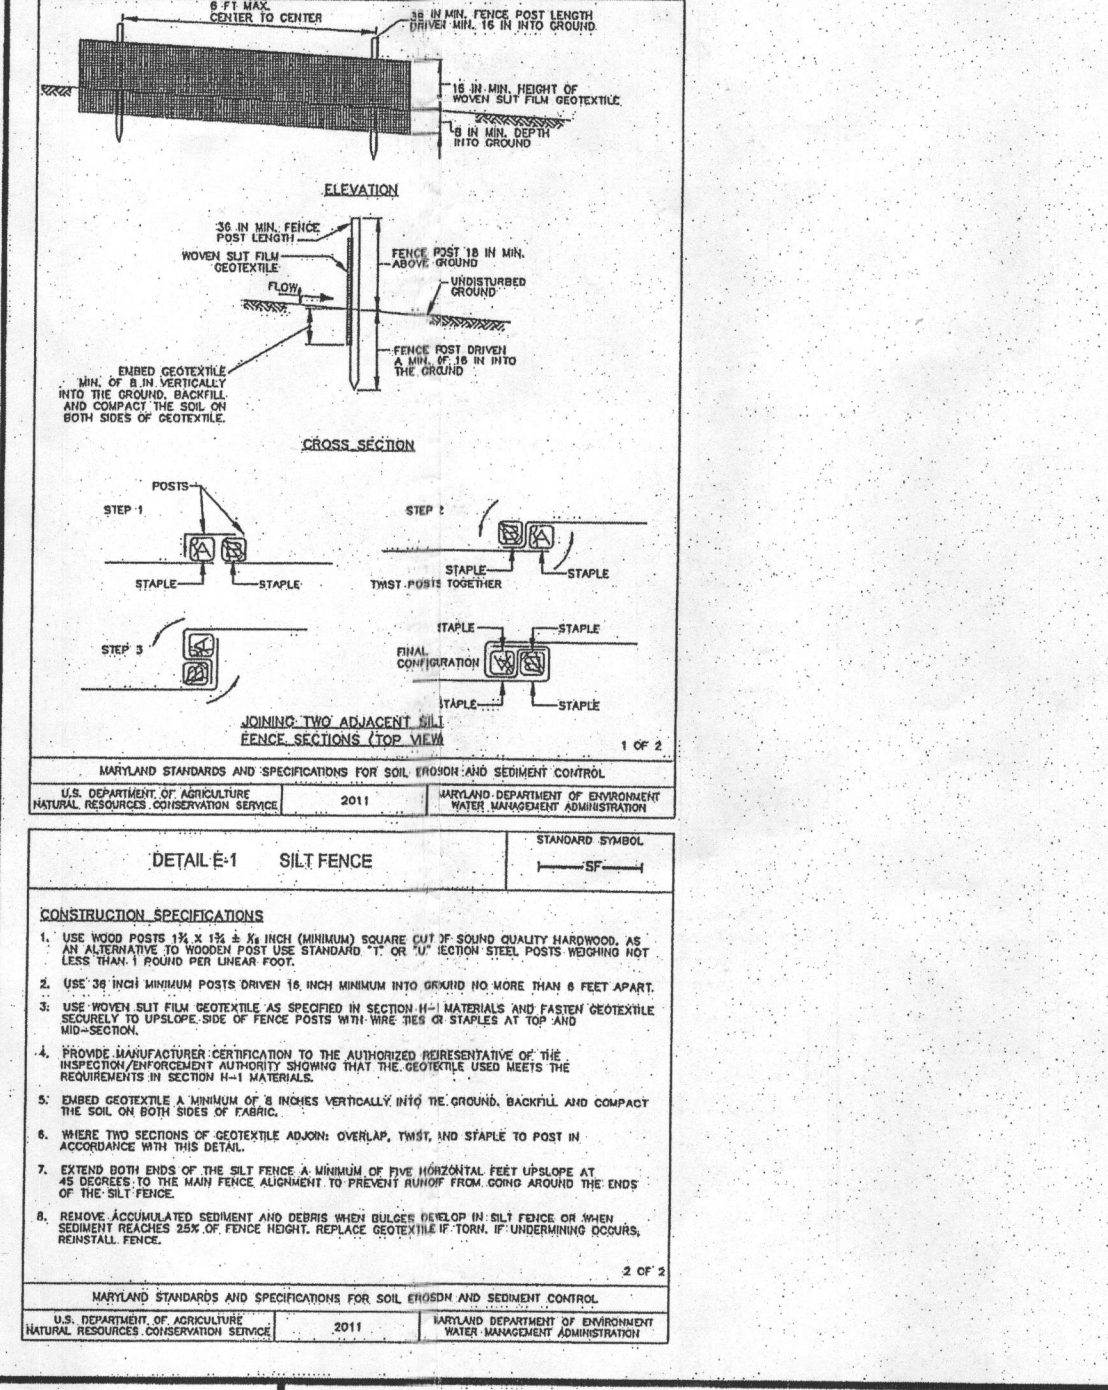 6 FT MAX.
CENTER TO CENTER
36 IN MIN. FENCE POST LENGTH
DRIVEN MIN. 16 IN INTO GROUND.
16 IN MIN. HEIGHT OF
WOVEN SLIT FILM GEOTEXTILE
8 IN MIN. DEPTH
INTO GROUND
ELEVATION
36 IN MIN. FENCE
POST LENGTH
WOVEN SLIT FILM
GEOTEXTILE
FLOW
FENCE POST 18 IN MIN.
ABOVE GROUND
UNDISTURBED
GROUND
FENCE POST DRIVEN
A MIN. OF 16 IN INTO
THE GROUND
EMBED GEOTEXTILE
MIN. OF 8 IN VERTICALLY
INTO THE GROUND. BACKFILL
AND COMPACT THE SOIL ON
BOTH SIDES OF GEOTEXTILE.
CROSS SECTION
POSTS
STEP 1
A B
STAPLE STAPLE
STEP 2
B A
STAPLE STAPLE
TWIST POSTS TOGETHER
STEP 3
A
B
STAPLE STAPLE
FINAL
CONFIGURATION
A B
STAPLE STAPLE
JOINING TWO ADJACENT SILT
FENCE SECTIONS (TOP VIEW)
1 OF 2
MARYLAND STANDARDS AND SPECIFICATIONS FOR SOIL EROSION AND SEDIMENT CONTROL
U.S. DEPARTMENT OF AGRICULTURE
NATURAL RESOURCES CONSERVATION SERVICE
2011
MARYLAND DEPARTMENT OF ENVIRONMENT
WATER MANAGEMENT ADMINISTRATION
DETAIL E-1 SILT FENCE
STANDARD SYMBOL
SF
CONSTRUCTION SPECIFICATIONS
1. USE WOOD POSTS 1¾ X 1¾ ± 1/16 INCH (MINIMUM) SQUARE CUT OF SOUND QUALITY HARDWOOD. AS
AN ALTERNATIVE TO WOODEN POST USE STANDARD "T" OR "U" SECTION STEEL POSTS WEIGHING NOT
LESS THAN 1 POUND PER LINEAR FOOT.
2. USE 36 INCH MINIMUM POSTS DRIVEN 16 INCH MINIMUM INTO GROUND NO MORE THAN 6 FEET APART.
3. USE WOVEN SLIT FILM GEOTEXTILE AS SPECIFIED IN SECTION H-1 MATERIALS AND FASTEN GEOTEXTILE
SECURELY TO UPSLOPE SIDE OF FENCE POSTS WITH WIRE TIES OR STAPLES AT TOP AND
MID-SECTION.
4. PROVIDE MANUFACTURER CERTIFICATION TO THE AUTHORIZED REPRESENTATIVE OF THE
INSPECTION/ENFORCEMENT AUTHORITY SHOWING THAT THE GEOTEXTILE USED MEETS THE
REQUIREMENTS IN SECTION H-1 MATERIALS.
5. EMBED GEOTEXTILE A MINIMUM OF 8 INCHES VERTICALLY INTO THE GROUND. BACKFILL AND COMPACT
THE SOIL ON BOTH SIDES OF FABRIC.
6. WHERE TWO SECTIONS OF GEOTEXTILE ADJOIN: OVERLAP, TWIST, AND STAPLE TO POST IN
ACCORDANCE WITH THIS DETAIL.
7. EXTEND BOTH ENDS OF THE SILT FENCE A MINIMUM OF FIVE HORIZONTAL FEET UPSLOPE AT
45 DEGREES TO THE MAIN FENCE ALIGNMENT TO PREVENT RUNOFF FROM GOING AROUND THE ENDS
OF THE SILT FENCE.
8. REMOVE ACCUMULATED SEDIMENT AND DEBRIS WHEN BULGES DEVELOP IN SILT FENCE OR WHEN
SEDIMENT REACHES 25% OF FENCE HEIGHT. REPLACE GEOTEXTILE IF TORN. IF UNDERMINING OCCURS,
REINSTALL FENCE.
2 OF 2
MARYLAND STANDARDS AND SPECIFICATIONS FOR SOIL EROSION AND SEDIMENT CONTROL
U.S. DEPARTMENT OF AGRICULTURE
NATURAL RESOURCES CONSERVATION SERVICE
2011
MARYLAND DEPARTMENT OF ENVIRONMENT
WATER MANAGEMENT ADMINISTRATION